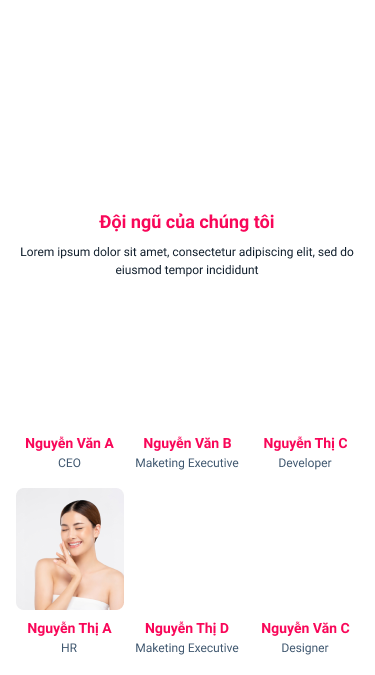 Đội ngũ của chúng tôi
Lorem ipsum dolor sit amet, consectetur adipiscing elit, sed do
eiusmod tempor incididunt
Nguyễn Văn A
Nguyễn Văn B
Nguyễn Thị C
CEO
Maketing Executive
Developer
Nguyễn Thị A
Nguyễn Thị D
Nguyễn Văn C
HR
Maketing Executive
Designer